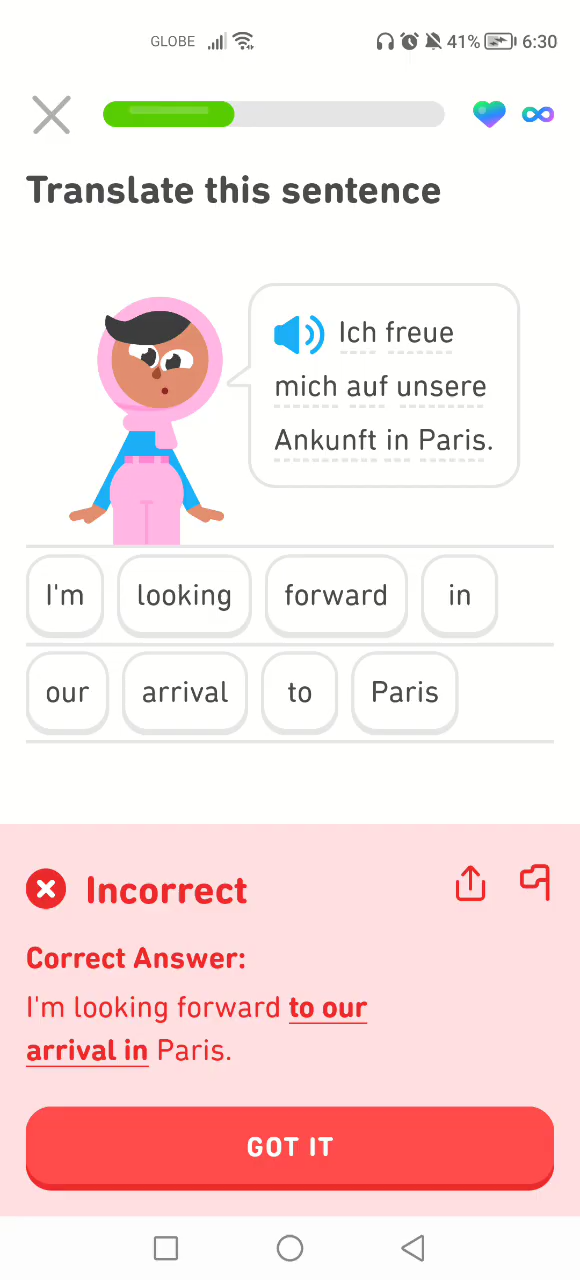 GLOBE 41% 6:30
Translate this sentence
Ich freue
mich auf unsere
Ankunft in Paris.
I'm looking forward in
our arrival to Paris
Incorrect
Correct Answer:
I'm looking forward to our
arrival in Paris.
GOT IT